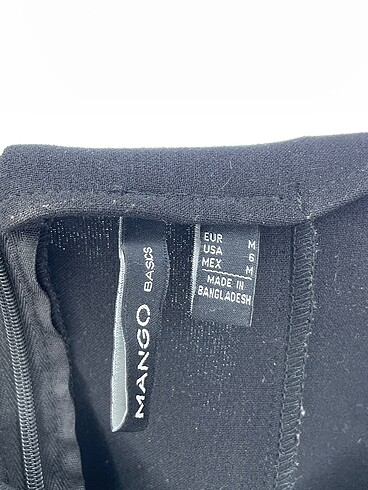 MANGO BASICS
EUR M
USA 6
MEX M
MADE IN
BANGLADESH